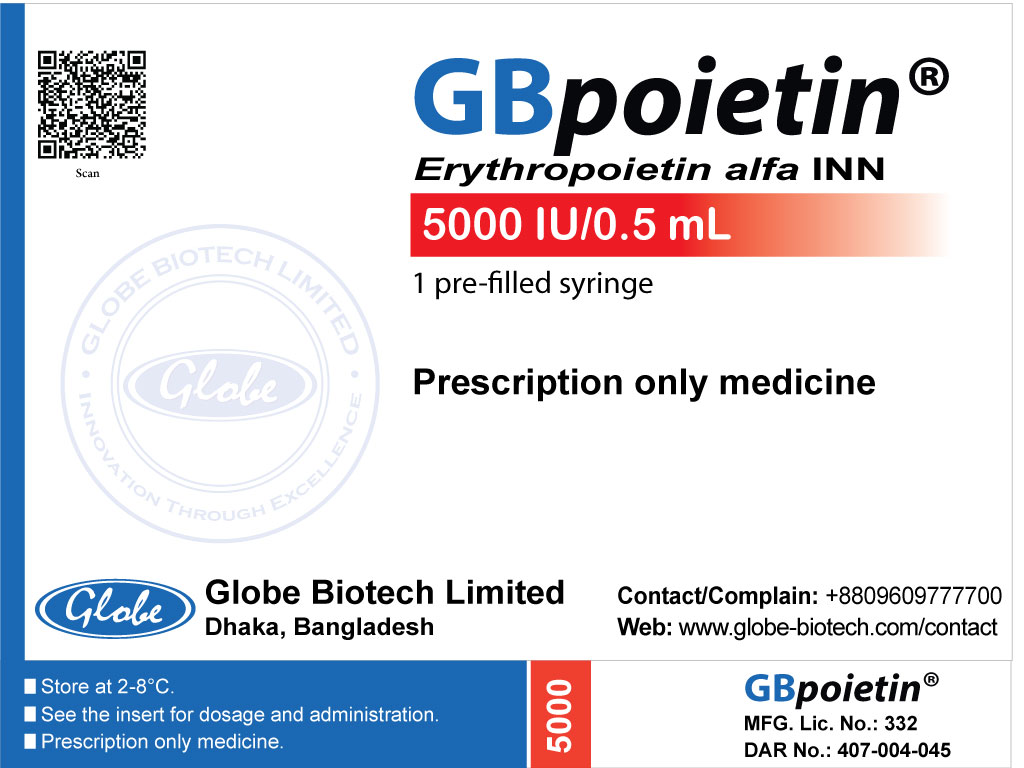 Scan
GBpoietin®
Erythropoietin alfa INN
5000 IU/0.5 mL
1 pre-filled syringe
• GLOBE BIOTECH LIMITED •
INNOVATION THROUGH EXCELLENCE
Globe
Prescription only medicine
Globe
Globe Biotech Limited
Dhaka, Bangladesh
Contact/Complain: +8809609777700
Web: www.globe-biotech.com/contact
Store at 2-8°C.
See the insert for dosage and administration.
Prescription only medicine.
5000
GBpoietin®
MFG. Lic. No.: 332
DAR No.: 407-004-045